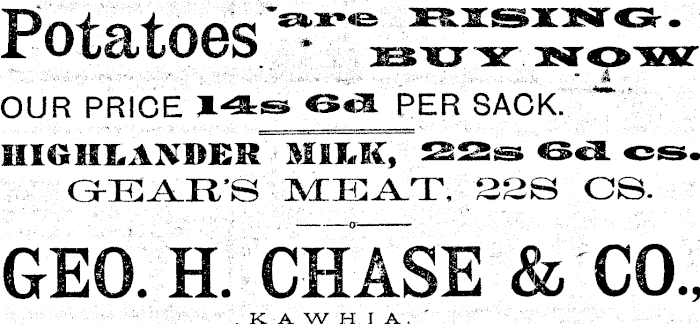 Potatoes are RISING.
BUY NOW
OUR PRICE 14s 6d PER SACK.
HIGHLANDER MILK, 22s 6d cs.
GEAR'S MEAT, 22S CS.
GEO. H. CHASE & CO.,
KAWHIA.